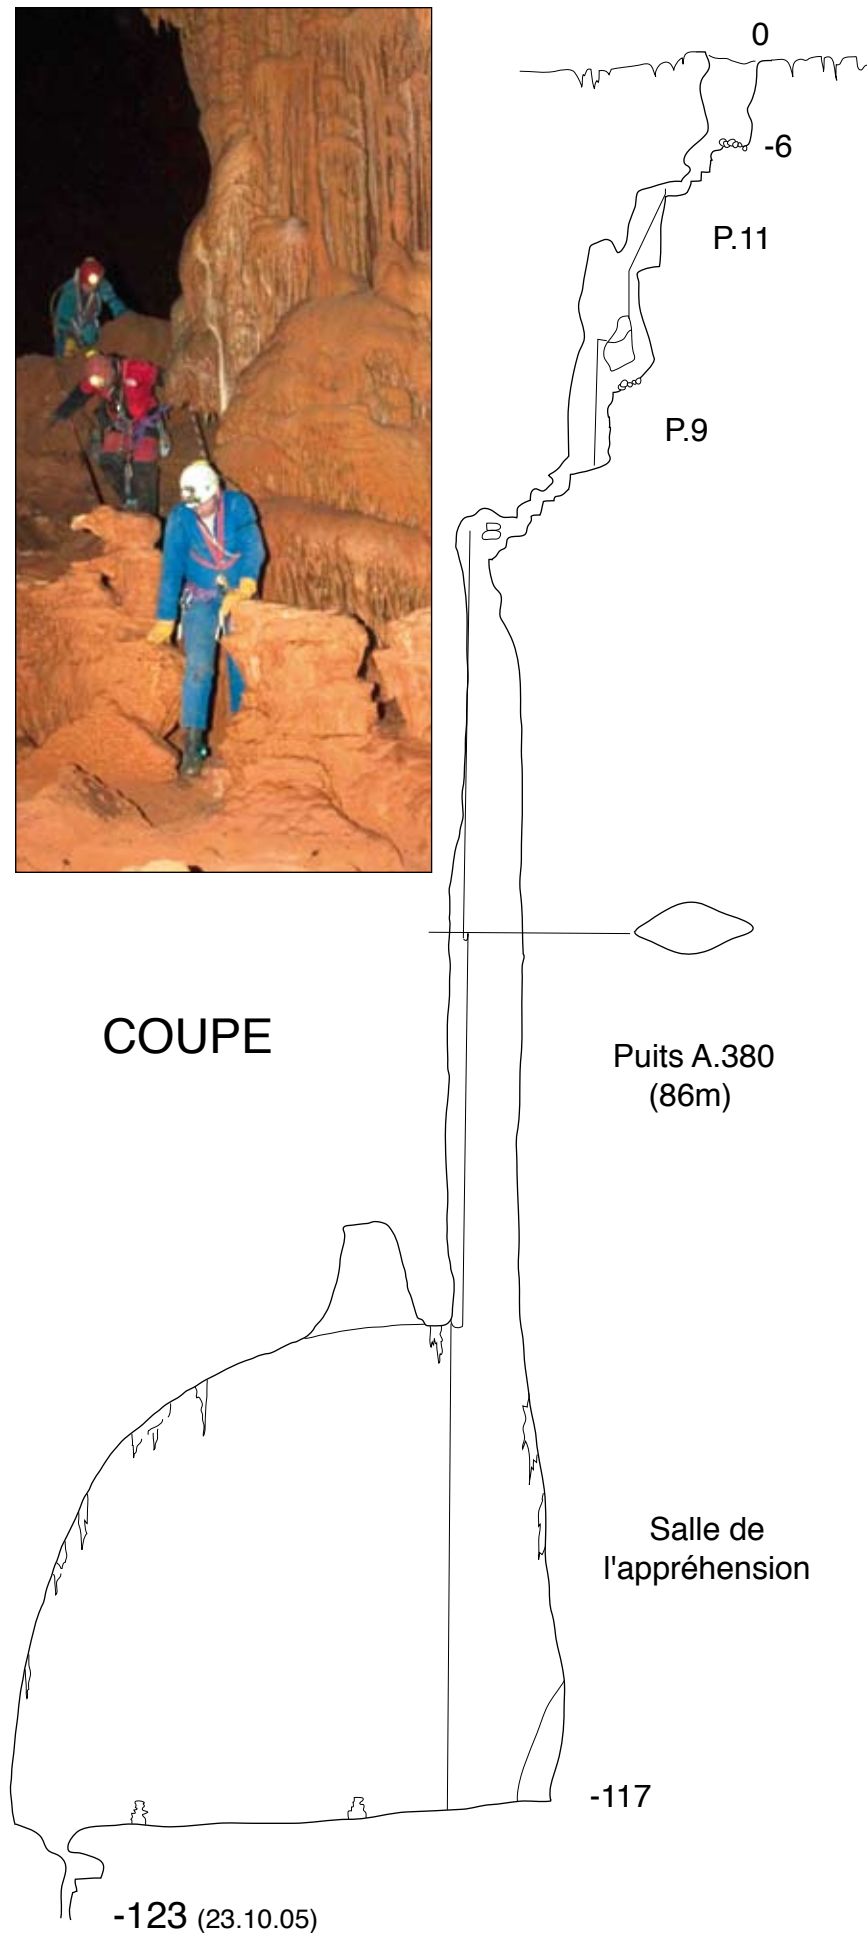 0
-6
P.11
P.9
COUPE
Puits A.380
(86m)
Salle de
l'appréhension
-117
-123 (23.10.05)